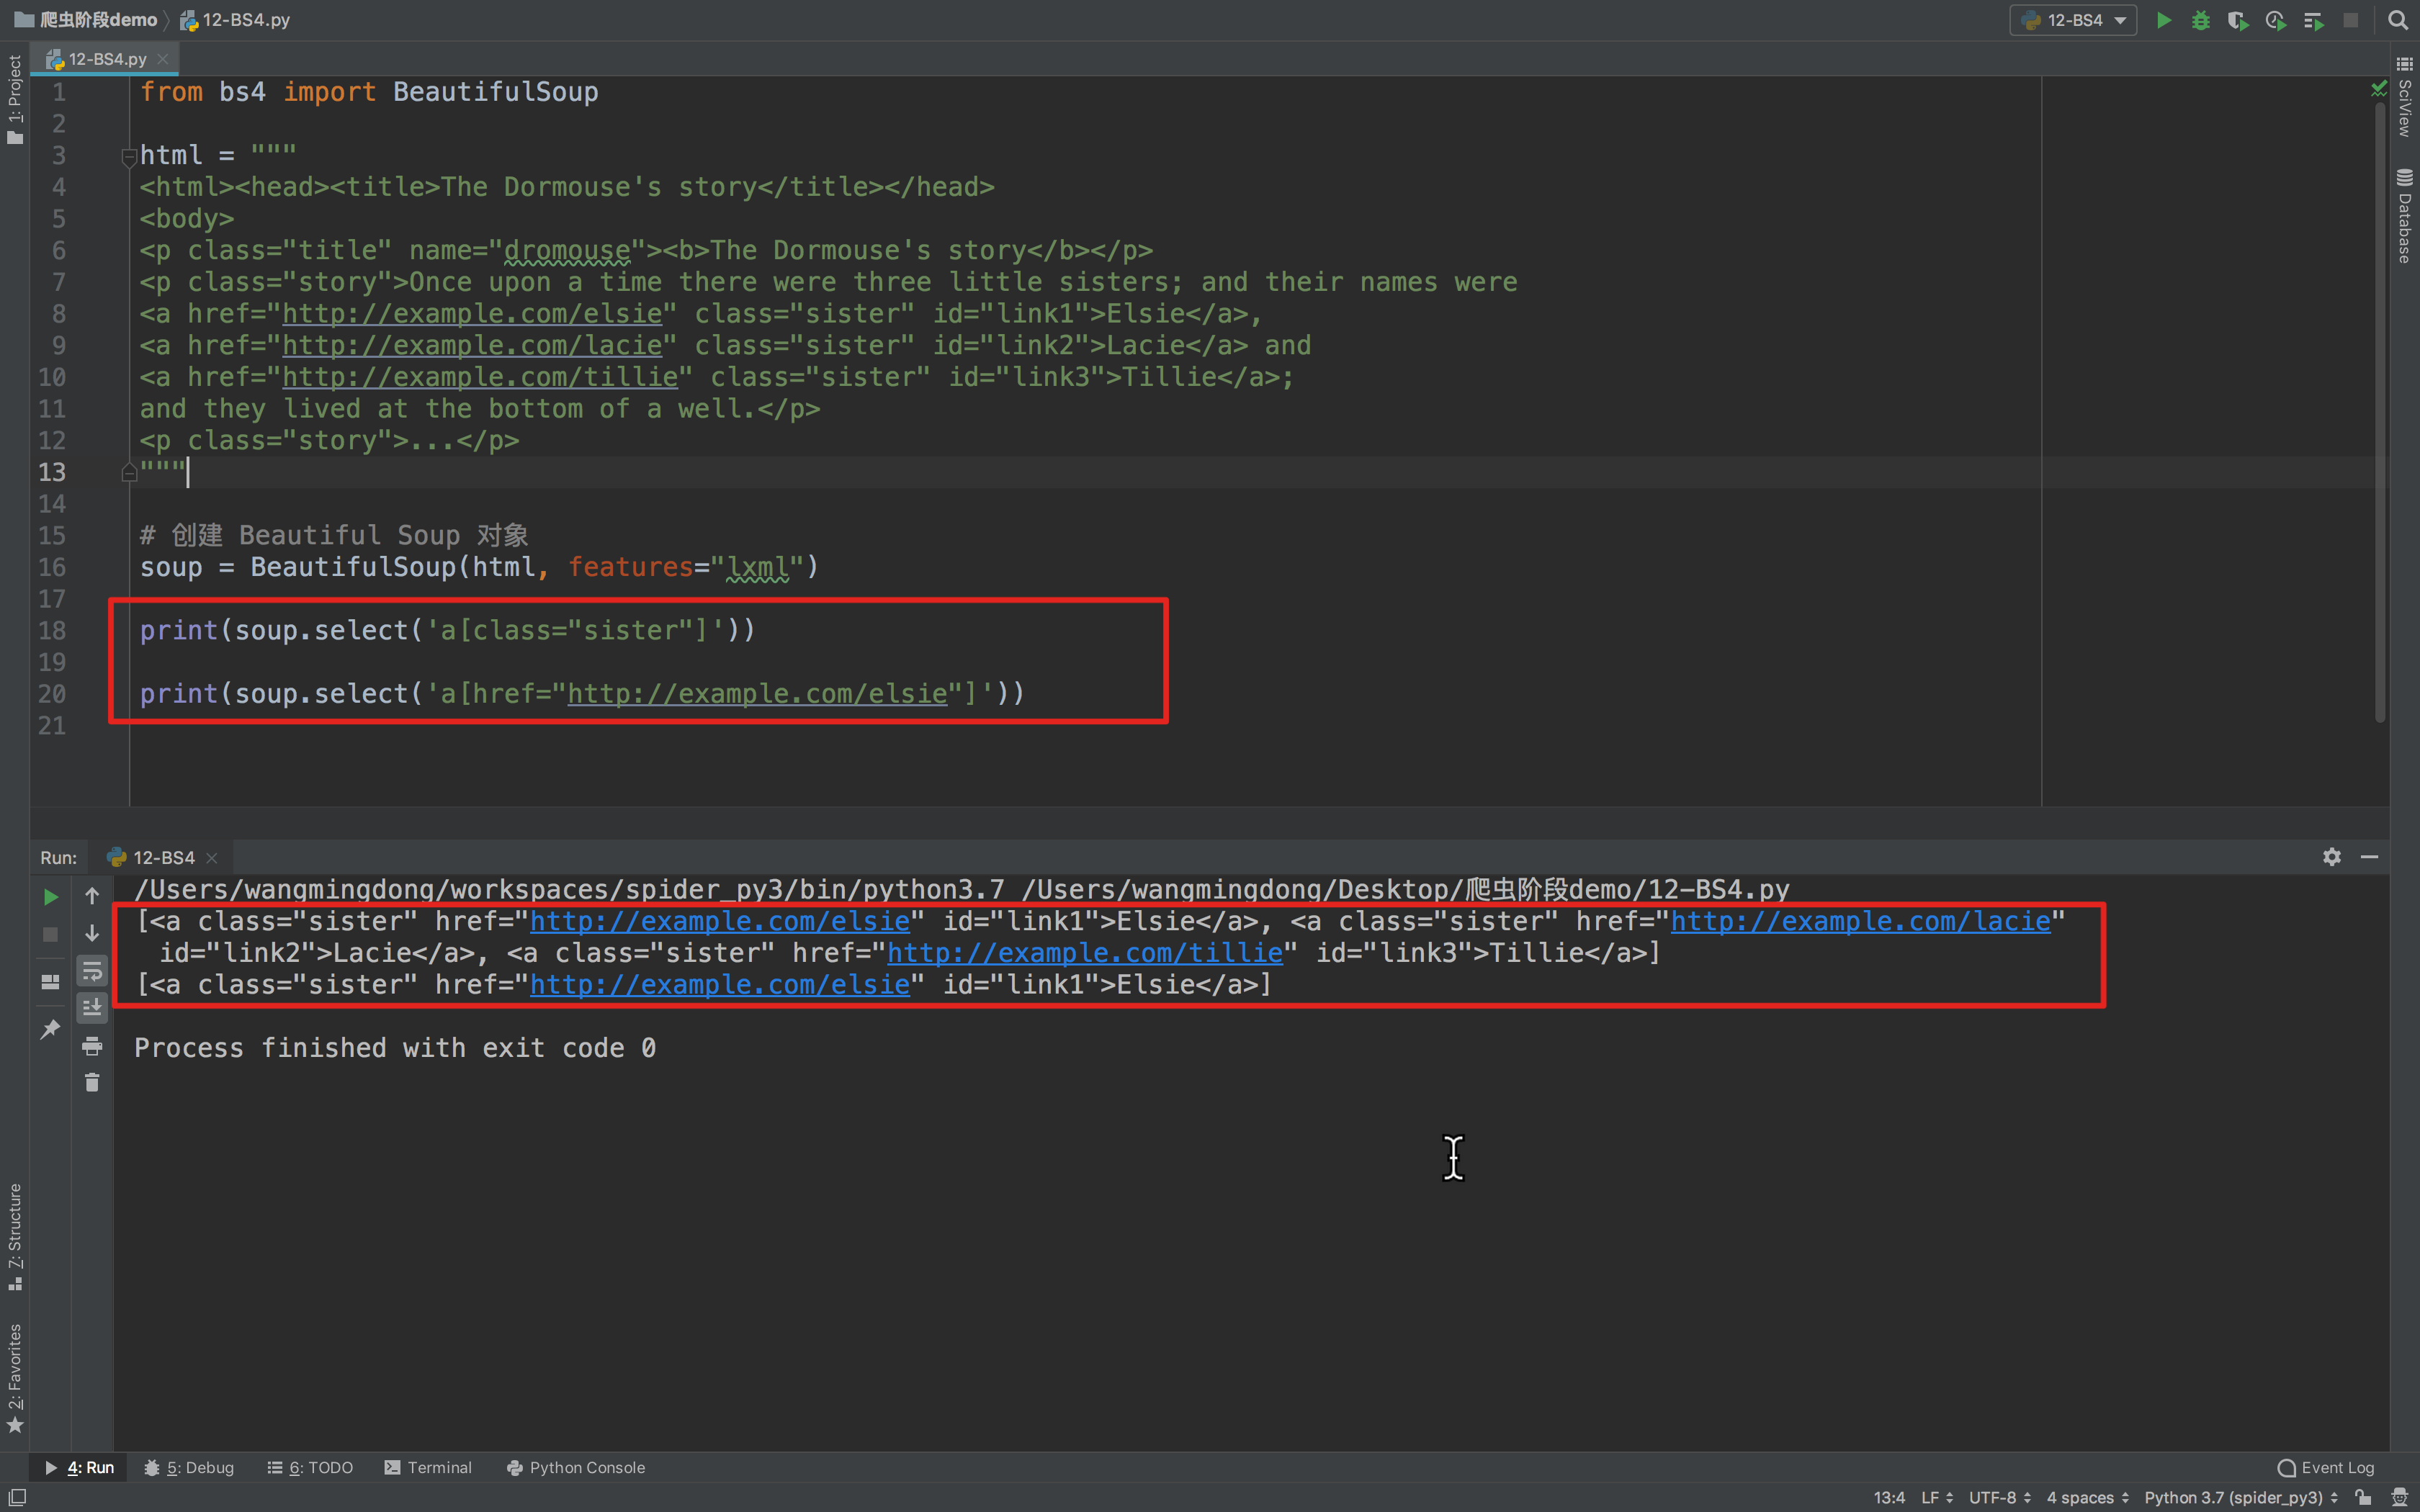 爬虫阶段demo 12-BS4.py 12-BS4
12-BS4.py
1: Project
SciView
Database
1 from bs4 import BeautifulSoup
2
3 html = """
4 <html><head><title>The Dormouse's story</title></head>
5 <body>
6 <p class="title" name="dromouse"><b>The Dormouse's story</b></p>
7 <p class="story">Once upon a time there were three little sisters; and their names were
8 <a href="http://example.com/elsie" class="sister" id="link1">Elsie</a>,
9 <a href="http://example.com/lacie" class="sister" id="link2">Lacie</a> and
10 <a href="http://example.com/tillie" class="sister" id="link3">Tillie</a>;
11 and they lived at the bottom of a well.</p>
12 <p class="story">...</p>
13 """
14
15 # 创建 Beautiful Soup 对象
16 soup = BeautifulSoup(html, features="lxml")
17
18 print(soup.select('a[class="sister"]'))
19
20 print(soup.select('a[href="http://example.com/elsie"]'))
21
Run: 12-BS4
/Users/wangmingdong/workspaces/spider_py3/bin/python3.7 /Users/wangmingdong/Desktop/爬虫阶段demo/12-BS4.py
[<a class="sister" href="http://example.com/elsie" id="link1">Elsie</a>, <a class="sister" href="http://example.com/lacie"
id="link2">Lacie</a>, <a class="sister" href="http://example.com/tillie" id="link3">Tillie</a>]
[<a class="sister" href="http://example.com/elsie" id="link1">Elsie</a>]
Process finished with exit code 0
7: Structure
2: Favorites
4: Run 5: Debug 6: TODO Terminal Python Console Event Log
13:4 LF UTF-8 4 spaces Python 3.7 (spider_py3)